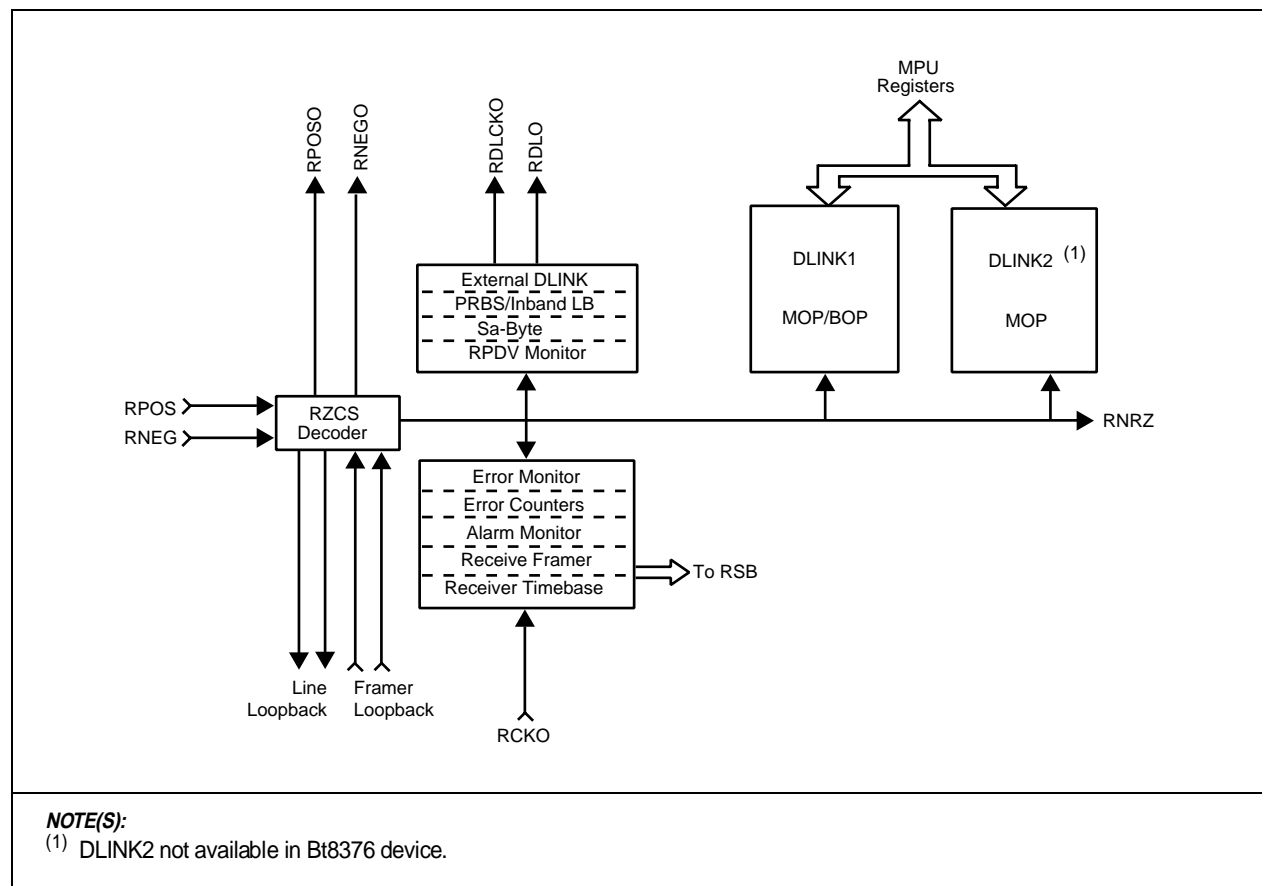 MPU
Registers
RPOSO
RNEGO
RDLCKO
RDLO
External DLINK
PRBS/Inband LB
Sa-Byte
RPDV Monitor
DLINK1
MOP/BOP
DLINK2 (1)
MOP
RPOS
RNEG
RZCS
Decoder
RNRZ
Error Monitor
Error Counters
Alarm Monitor
Receive Framer
Receiver Timebase
To RSB
Line
Loopback
Framer
Loopback
RCKO
NOTE(S):
(1) DLINK2 not available in Bt8376 device.